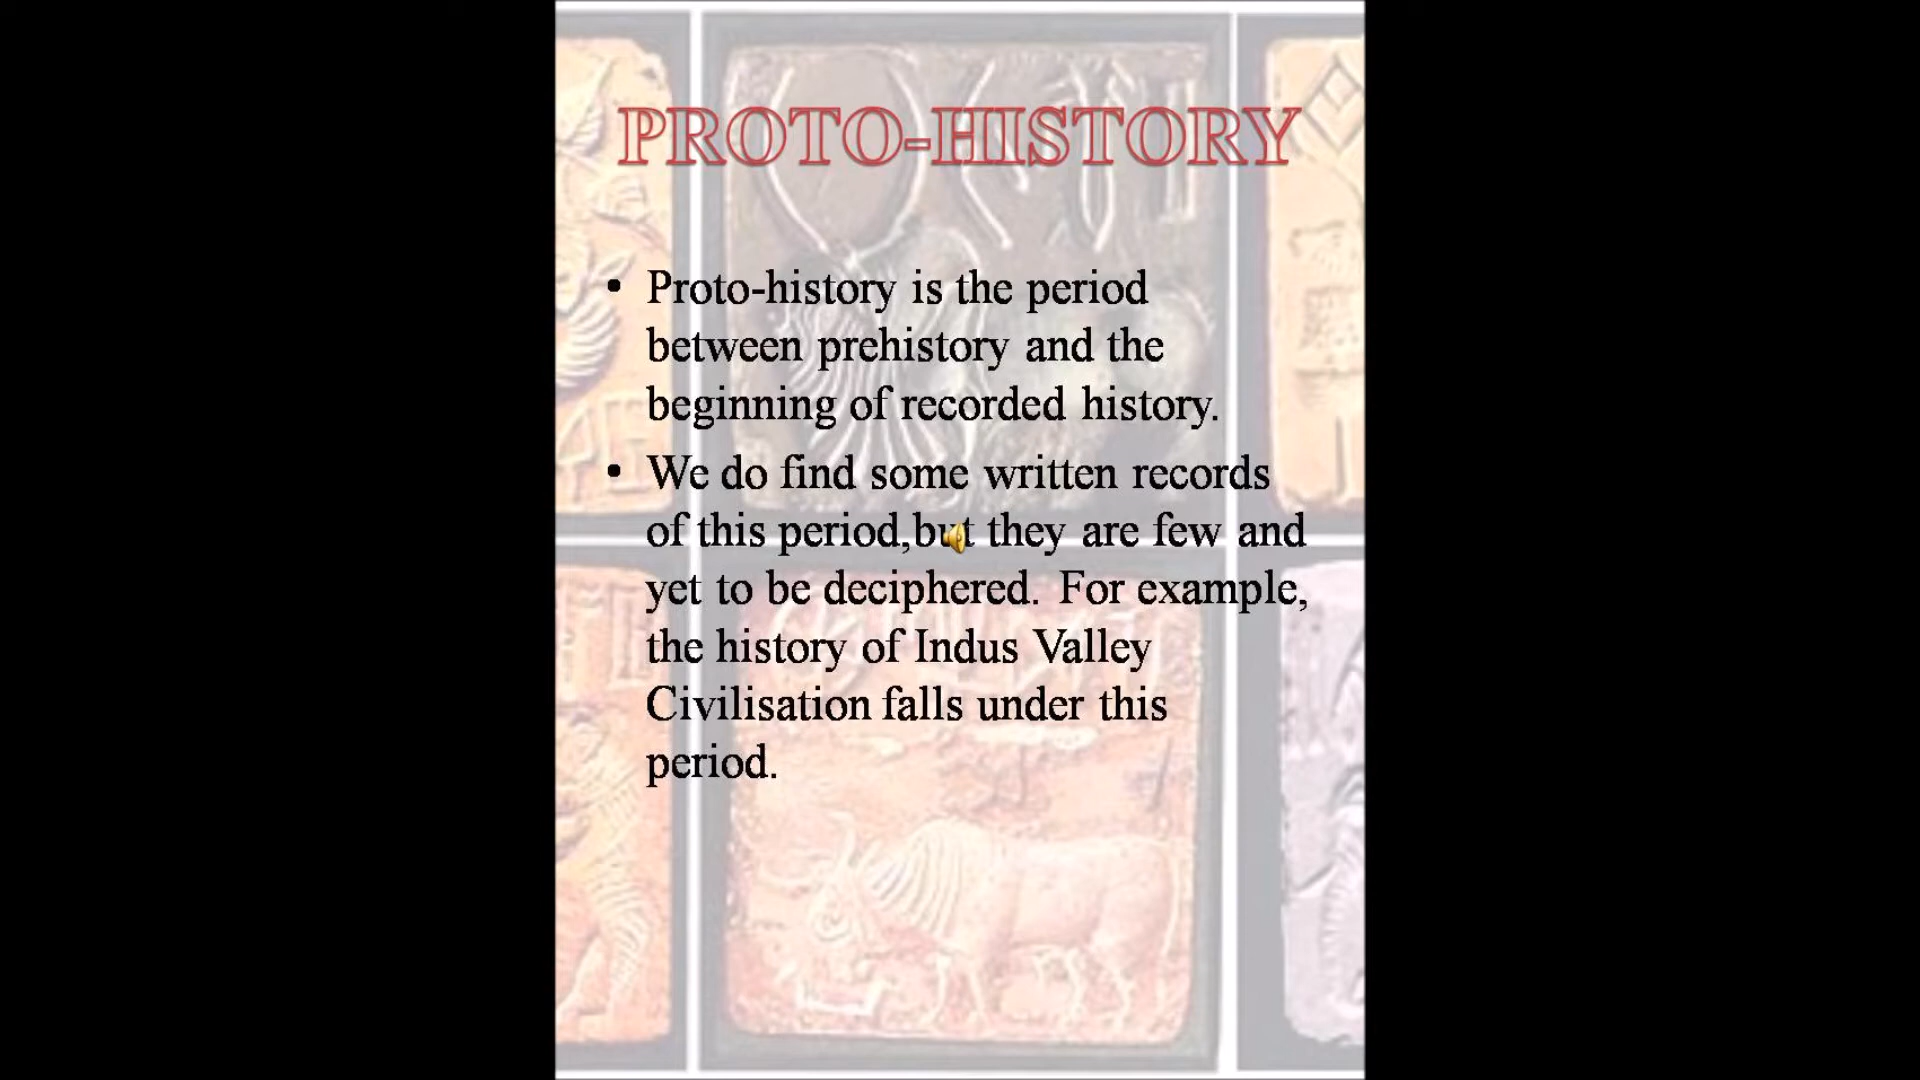 PROTO-HISTORY
• Proto-history is the period
between prehistory and the
beginning of recorded history.
• We do find some written records
of this period,but they are few and
yet to be deciphered. For example,
the history of Indus Valley
Civilisation falls under this
period.